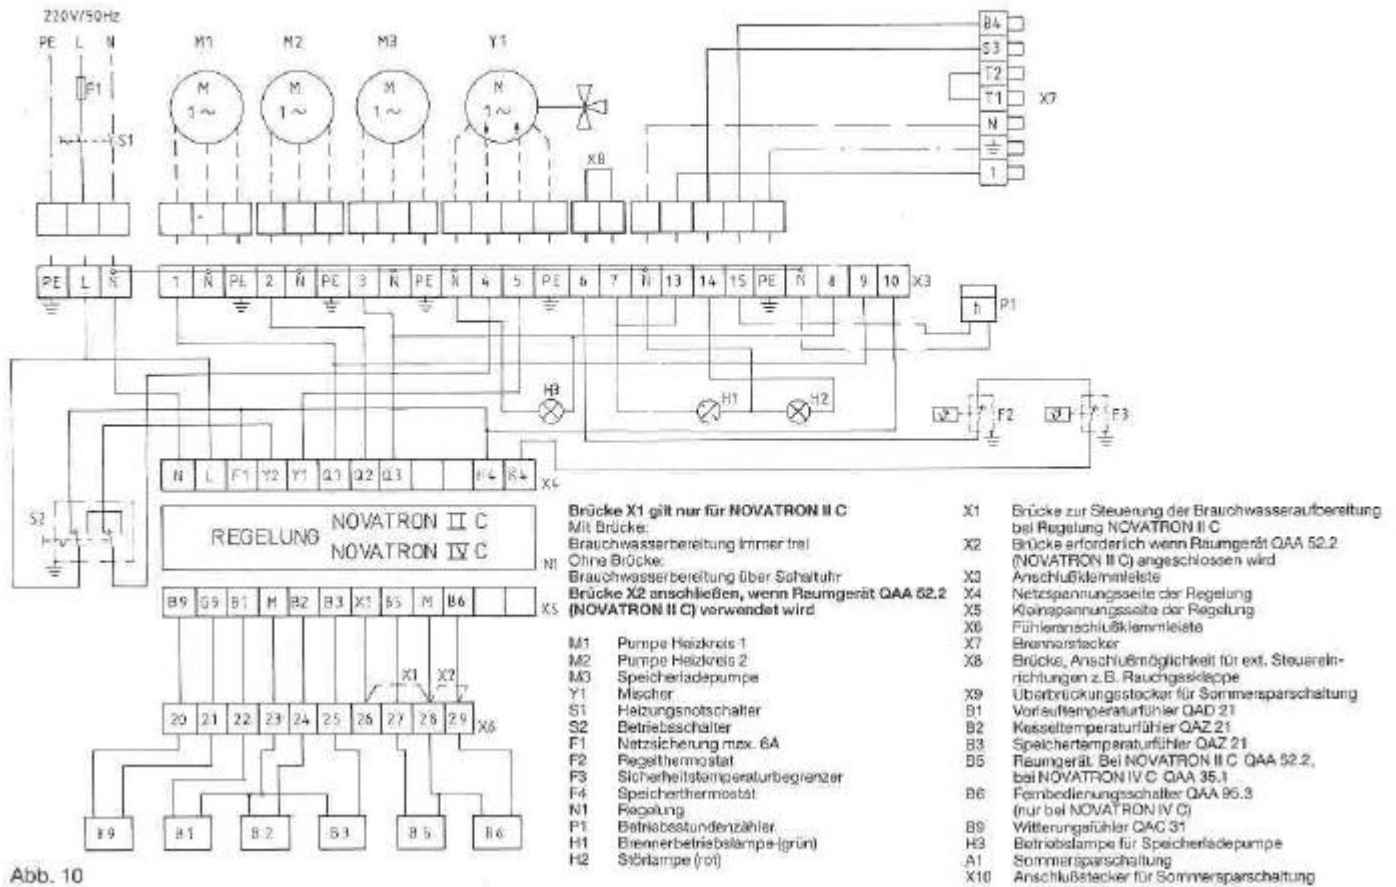 220V/50Hz
PE L N M1 M2 M3 Y1
M 1~ M 1~ M 1~ M 1~
F1
S1
X8
B4
S3
T2
T1
N
1
X7
PE L N 1 N PE 2 N PE 3 N PE N 4 5 PE 6 7 N 13 14 15 PE N 8 9 10 X3
h P1
H3 H1 H2 F2 F3
N L F1 Y2 Y1 Q1 Q2 Q3 H4 K4 X4
S2
REGELUNG NOVATRON II C
NOVATRON IV C
N1
B9 G9 B1 M B2 B3 X1 B5 M B6 X5
X1 X2
20 21 22 23 24 25 26 27 28 29 X6
B9 B1 B2 B3 B5 B6
Abb. 10
Brücke X1 gilt nur für NOVATRON II C
Mit Brücke:
Brauchwasserbereitung immer frei
Ohne Brücke:
Brauchwasserbereitung über Schaltuhr
Brücke X2 anschließen, wenn Raumgerät QAA 52.2
(NOVATRON II C) verwendet wird
M1 Pumpe Heizkreis 1
M2 Pumpe Heizkreis 2
M3 Speicherladepumpe
Y1 Mischer
S1 Heizungsnotschalter
S2 Betriebsschalter
F1 Netzsicherung max. 6A
F2 Regelthermostat
F3 Sicherheitstemperaturbegrenzer
F4 Speicherthermostat
N1 Regelung
P1 Betriebsstundenzähler
H1 Brennerbetriebslampe (grün)
H2 Störlampe (rot)
X1 Brücke zur Steuerung der Brauchwasseraufbereitung
bei Regelung NOVATRON II C
X2 Brücke erforderlich wenn Raumgerät QAA 52.2
(NOVATRON II C) angeschlossen wird
X3 Anschlußklemmleiste
X4 Netzspannungsseite der Regelung
X5 Kleinspannungsseite der Regelung
X6 Fühleranschlußklemmleiste
X7 Brennerstecker
X8 Brücke, Anschlußmöglichkeit für ext. Steuerein-
richtungen z.B. Rauchgasklappe
X9 Überbrückungsstecker für Sommersparschaltung
B1 Vorlauftemperaturfühler QAD 21
B2 Kesseltemperaturfühler QAZ 21
B3 Speichertemperaturfühler QAZ 21
B5 Raumgerät. Bei NOVATRON II C QAA 52.2,
bei NOVATRON IV C QAA 35.1
B6 Fernbedienungsschalter QAA 95.3
(nur bei NOVATRON IV C)
B9 Witterungsfühler QAC 31
H3 Betriebslampe für Speicherladepumpe
A1 Sommersparschaltung
X10 Anschlußstecker für Sommersparschaltung